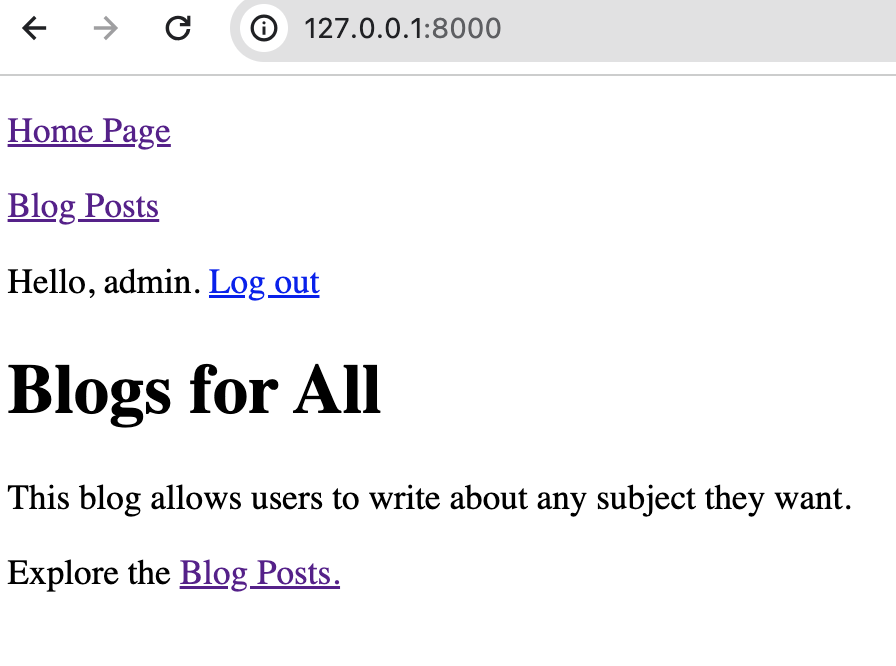 127.0.0.1:8000
Home Page
Blog Posts
Hello, admin. Log out
Blogs for All
This blog allows users to write about any subject they want.
Explore the Blog Posts.